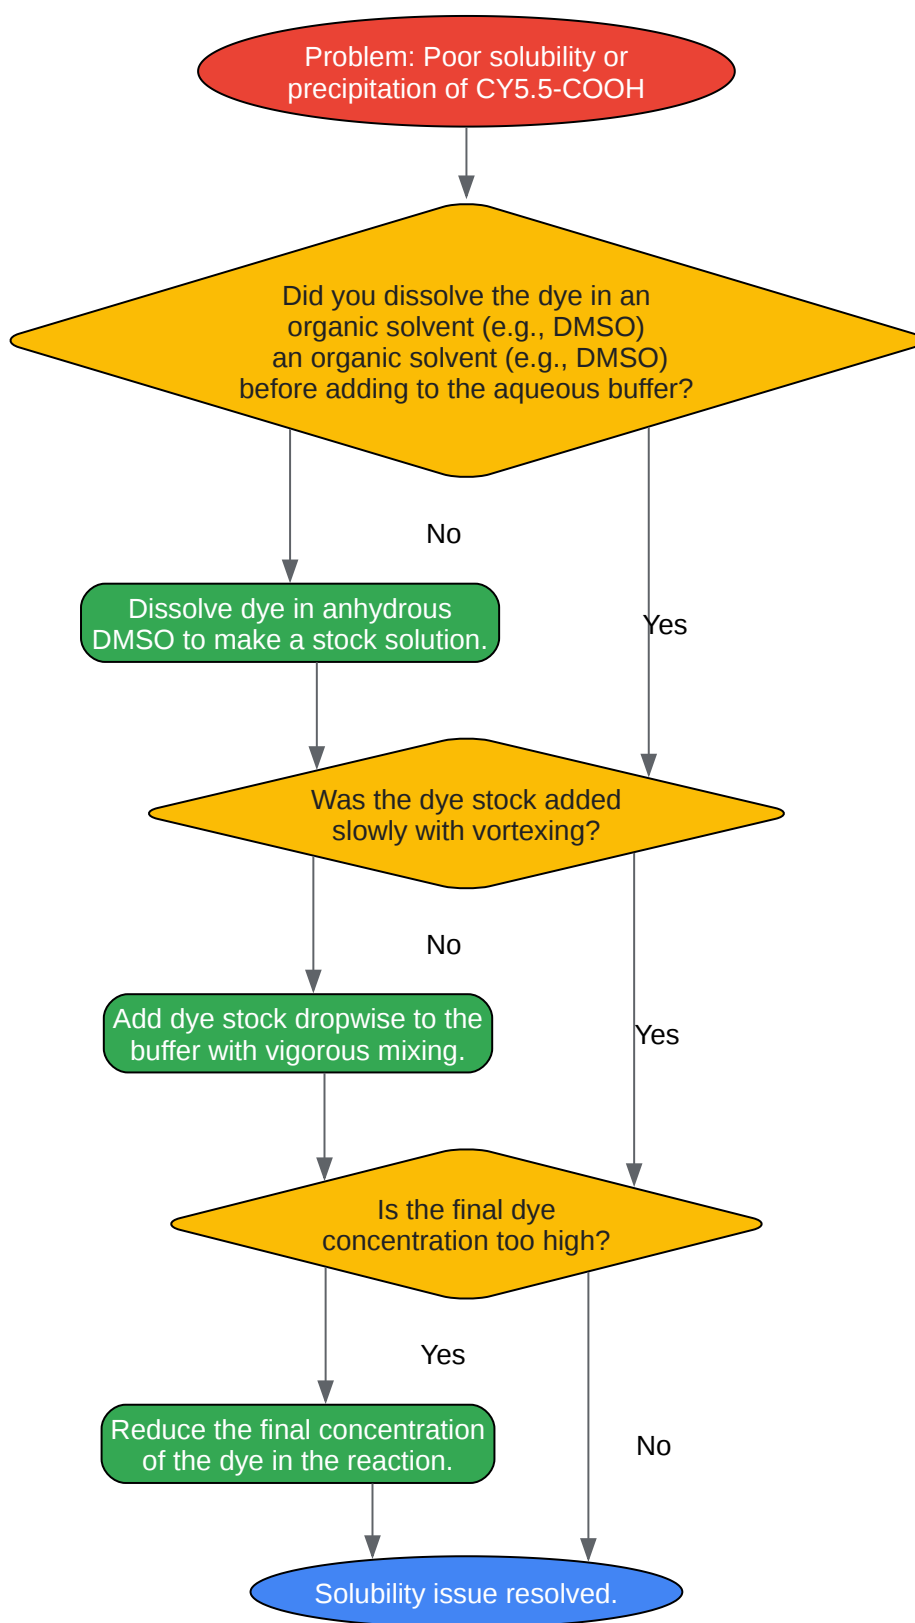 Problem: Poor solubility or
precipitation of CY5.5-COOH
Did you dissolve the dye in an
organic solvent (e.g., DMSO)
an organic solvent (e.g., DMSO)
before adding to the aqueous buffer?
No
Dissolve dye in anhydrous
DMSO to make a stock solution.
Yes
Was the dye stock added
slowly with vortexing?
No
Add dye stock dropwise to the
buffer with vigorous mixing.
Yes
Is the final dye
concentration too high?
Yes
Reduce the final concentration
of the dye in the reaction.
No
Solubility issue resolved.